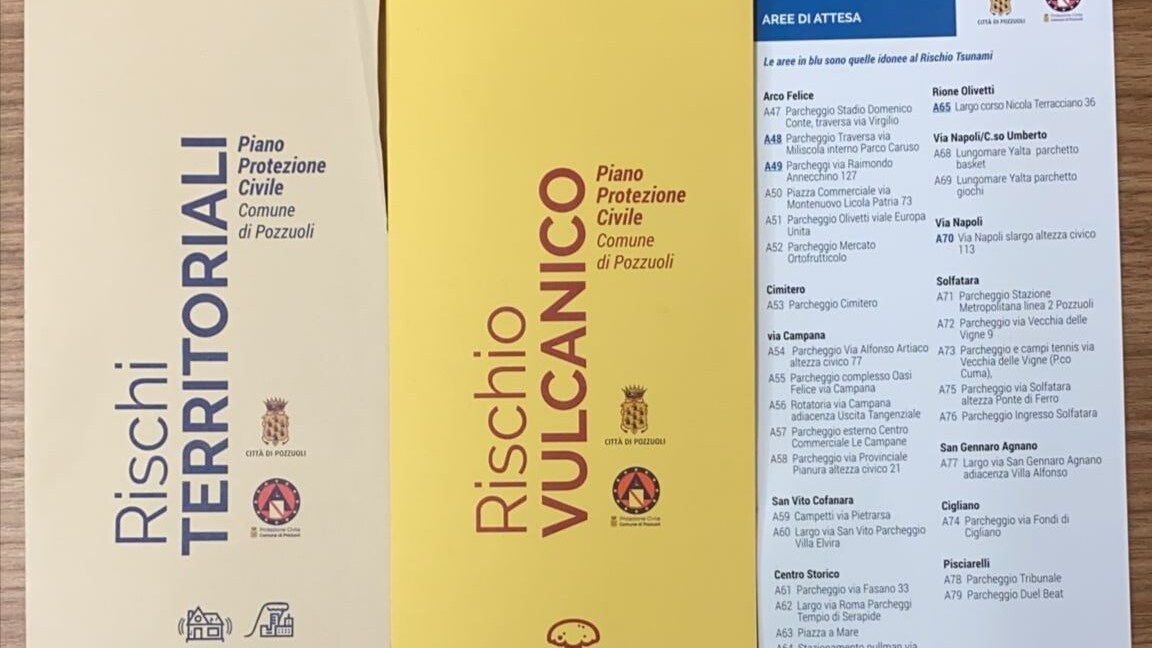 Rischi
TERRITORIALI
Piano
Protezione
Civile
Comune
di Pozzuoli
CITTÀ DI POZZUOLI
Protezione Civile
Comune di Pozzuoli
Rischio
VULCANICO
Piano
Protezione
Civile
Comune
di Pozzuoli
CITTÀ DI POZZUOLI
Protezione Civile
Comune di Pozzuoli
AREE DI ATTESA
CITTÀ DI POZZUOLI
Le aree in blu sono quelle idonee al Rischio Tsunami
Arco Felice
A47 Parcheggio Stadio Domenico
Conte, traversa via Virgilio
A48 Parcheggio Traversa via
Miliscola interno Parco Caruso
A49 Parcheggi via Raimondo
Annecchino 127
A50 Piazza Commerciale via
Montenuovo Licola Patria 73
A51 Parcheggio Olivetti viale Europa
Unita
A52 Parcheggio Mercato
Ortofrutticolo
Cimitero
A53 Parcheggio Cimitero
via Campana
A54 Parcheggio Via Alfonso Artiaco
altezza civico 77
A55 Parcheggio complesso Oasi
Felice via Campana
A56 Rotatoria via Campana
adiacenza Uscita Tangenziale
A57 Parcheggio esterno Centro
Commerciale Le Campane
A58 Parcheggio via Provinciale
Pianura altezza civico 21
San Vito Cofanara
A59 Campetti via Pietrarsa
A60 Largo via San Vito Parcheggio
Villa Elvira
Centro Storico
A61 Parcheggio via Fasano 33
A62 Largo via Roma Parcheggi
Tempio di Serapide
A63 Piazza a Mare
A64 Stazionamento pullman via
Rione Olivetti
A65 Largo corso Nicola Terracciano 36
Via Napoli/C.so Umberto
A68 Lungomare Yalta parchetto
basket
A69 Lungomare Yalta parchetto
giochi
Via Napoli
A70 Via Napoli slargo altezza civico
113
Solfatara
A71 Parcheggio Stazione
Metropolitana linea 2 Pozzuoli
A72 Parcheggio via Vecchia delle
Vigne 9
A73 Parcheggio e campi tennis via
Vecchia delle Vigne (P.co
Cuma),
A75 Parcheggio via Solfatara
altezza Ponte di Ferro
A76 Parcheggio Ingresso Solfatara
San Gennaro Agnano
A77 Largo via San Gennaro Agnano
adiacenza Villa Alfonso
Cigliano
A74 Parcheggio via Fondi di
Cigliano
Pisciarelli
A78 Parcheggio Tribunale
A79 Parcheggio Duel Beat